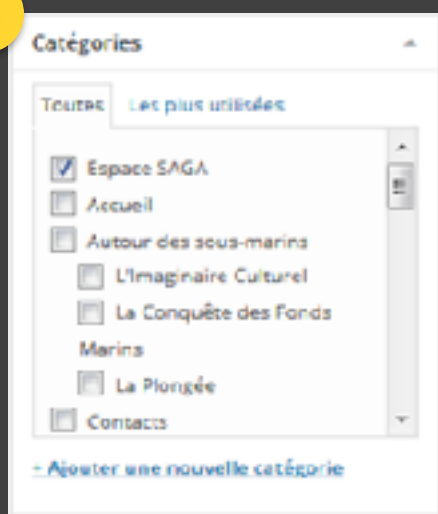 Catégories
Toutes Les plus utilisées
Espace SAGA
Accueil
Autour des sous-marins
L'Imaginaire Culturel
La Conquête des Fonds
Marins
La Plongée
Contacts
+ Ajouter une nouvelle catégorie